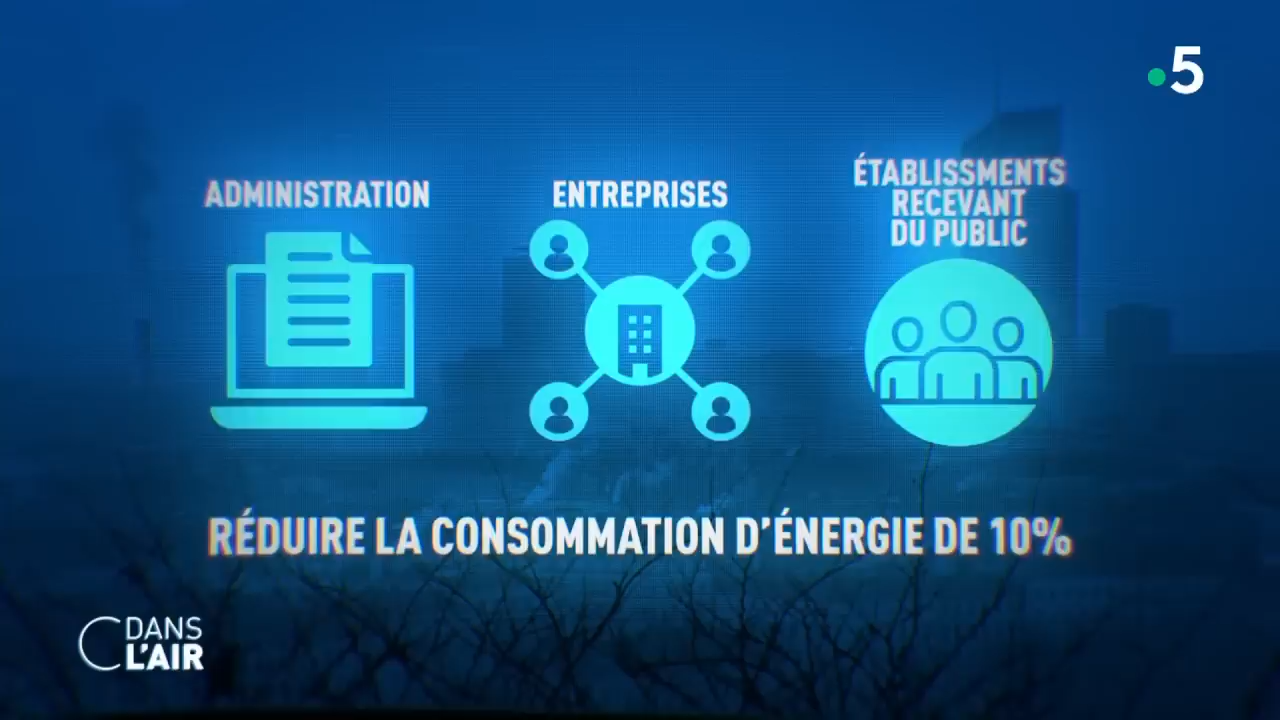 5
ADMINISTRATION
ENTREPRISES
ÉTABLISSMENTS
RECEVANT
DU PUBLIC
RÉDUIRE LA CONSOMMATION D'ÉNERGIE DE 10%
C DANS
L'AIR